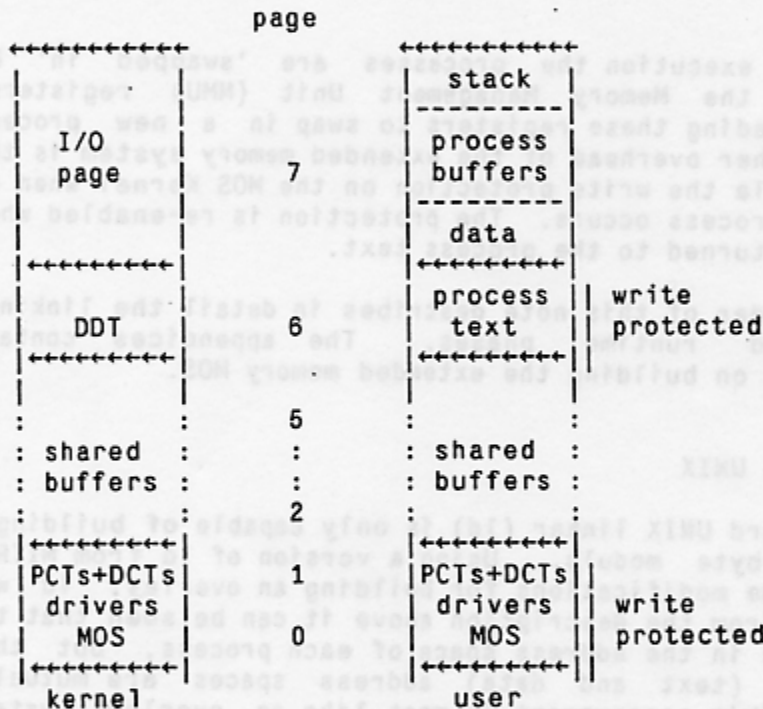 page
stack
I/O process
page 7 buffers
data
process write
DDT 6 text protected
5
shared : shared
buffers : buffers
2
PCTs+DCTs 1 PCTs+DCTs
drivers drivers write
MOS 0 MOS protected
kernel user